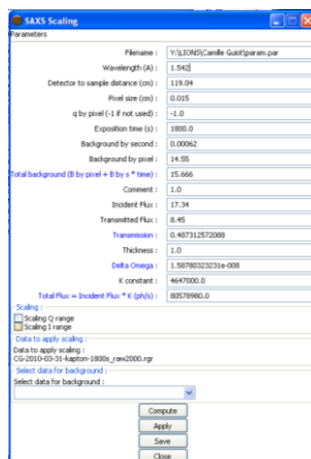 SAXS Scaling
Parameters
Filename : Y:\LIONS\Camille Guiot\param.par
Wavelength (A) : 1.542
Detector to sample distance (cm) : 119.04
Pixel size (cm) : 0.015
q by pixel (-1 if not used) : -1.0
Exposition time (s) : 1800.0
Background by second : 0.00062
Background by pixel : 14.55
Total background (B by pixel + B by s * time) : 15.666
Comment : 1.0
Incident Flux : 17.34
Transmitted Flux : 8.45
Transmission : 0.487312572088
Thickness : 1.0
Delta Omega : 1.58780323231e-008
K constant : 4647000.0
Total Flux = Incident Flux * K (ph/s) : 80578980.0
Scaling :
Scaling Q range
Scaling I range
Data to apply scaling :
Data to apply scaling :
CG-2010-03-31-kapton-1800s_raw2000.rgr
Select data for background :
Select data for background :
Compute
Apply
Save
Close